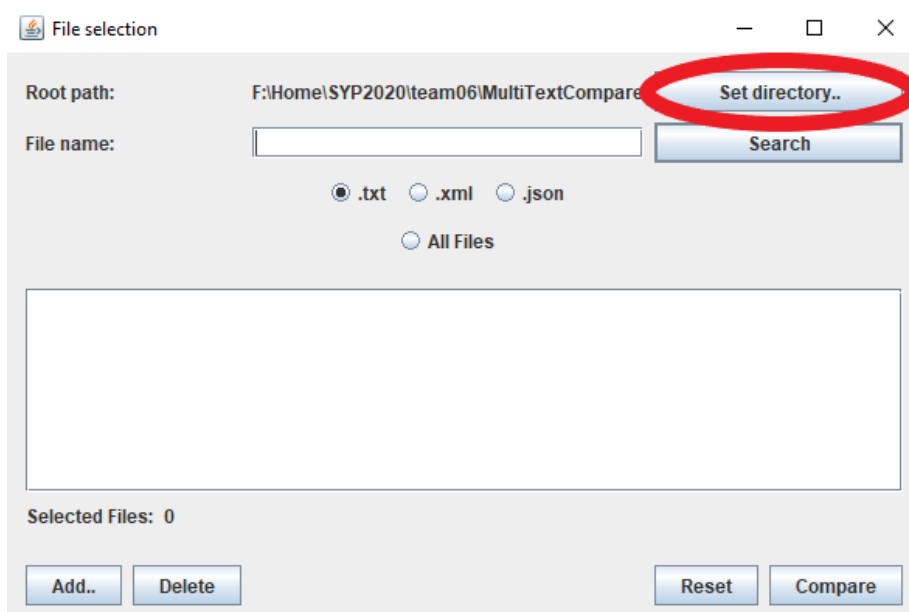 File selection
Root path: F:\Home\SYP2020\team06\MultiTextCompare Set directory..
File name: Search
.txt .xml .json
All Files
Selected Files: 0
Add.. Delete Reset Compare